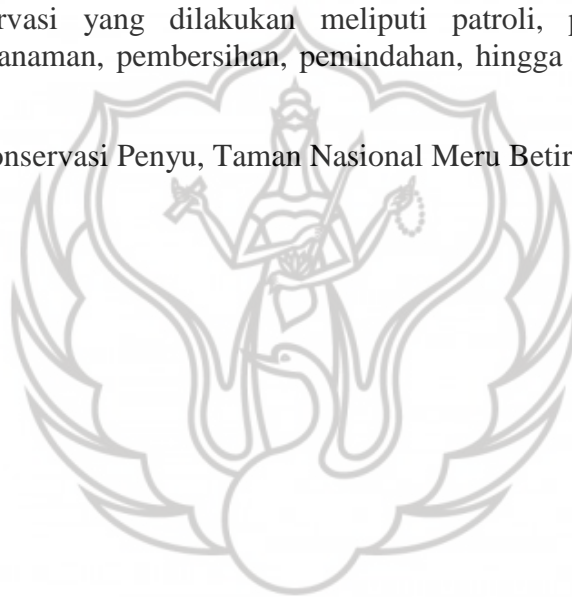 rvasi yang dilakukan meliputi patroli, p
anaman, pembersihan, pemindahan, hingga
onservasi Penyu, Taman Nasional Meru Betir